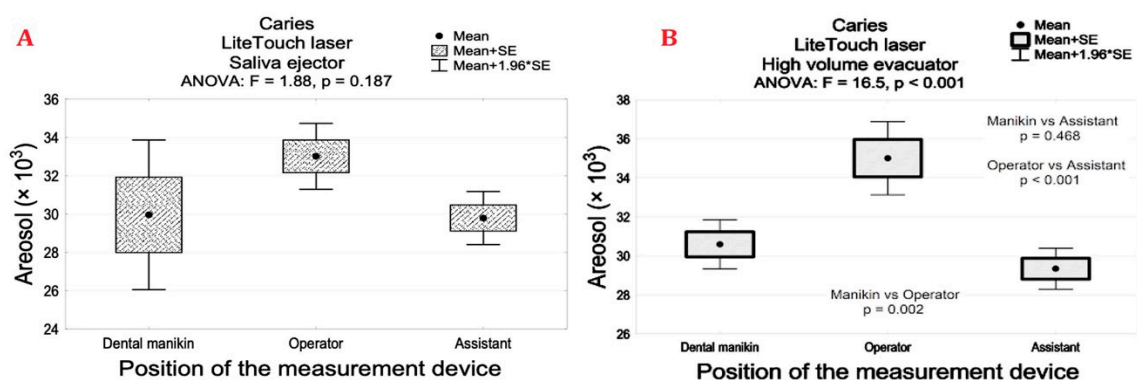 A
Caries
LiteTouch laser
Saliva ejector
ANOVA: F = 1.88, p = 0.187
Mean
Mean+SE
Mean+1.96*SE
Areosol (× 10³)
36
34
32
30
28
26
24
Dental manikin Operator Assistant
Position of the measurement device
B
Caries
LiteTouch laser
High volume evacuator
ANOVA: F = 16.5, p < 0.001
Mean
Mean+SE
Mean+1.96*SE
Areosol (× 10³)
38
36
34
32
30
28
26
Manikin vs Assistant
p = 0.468
Operator vs Assistant
p < 0.001
Manikin vs Operator
p = 0.002
Dental manikin Operator Assistant
Position of the measurement device